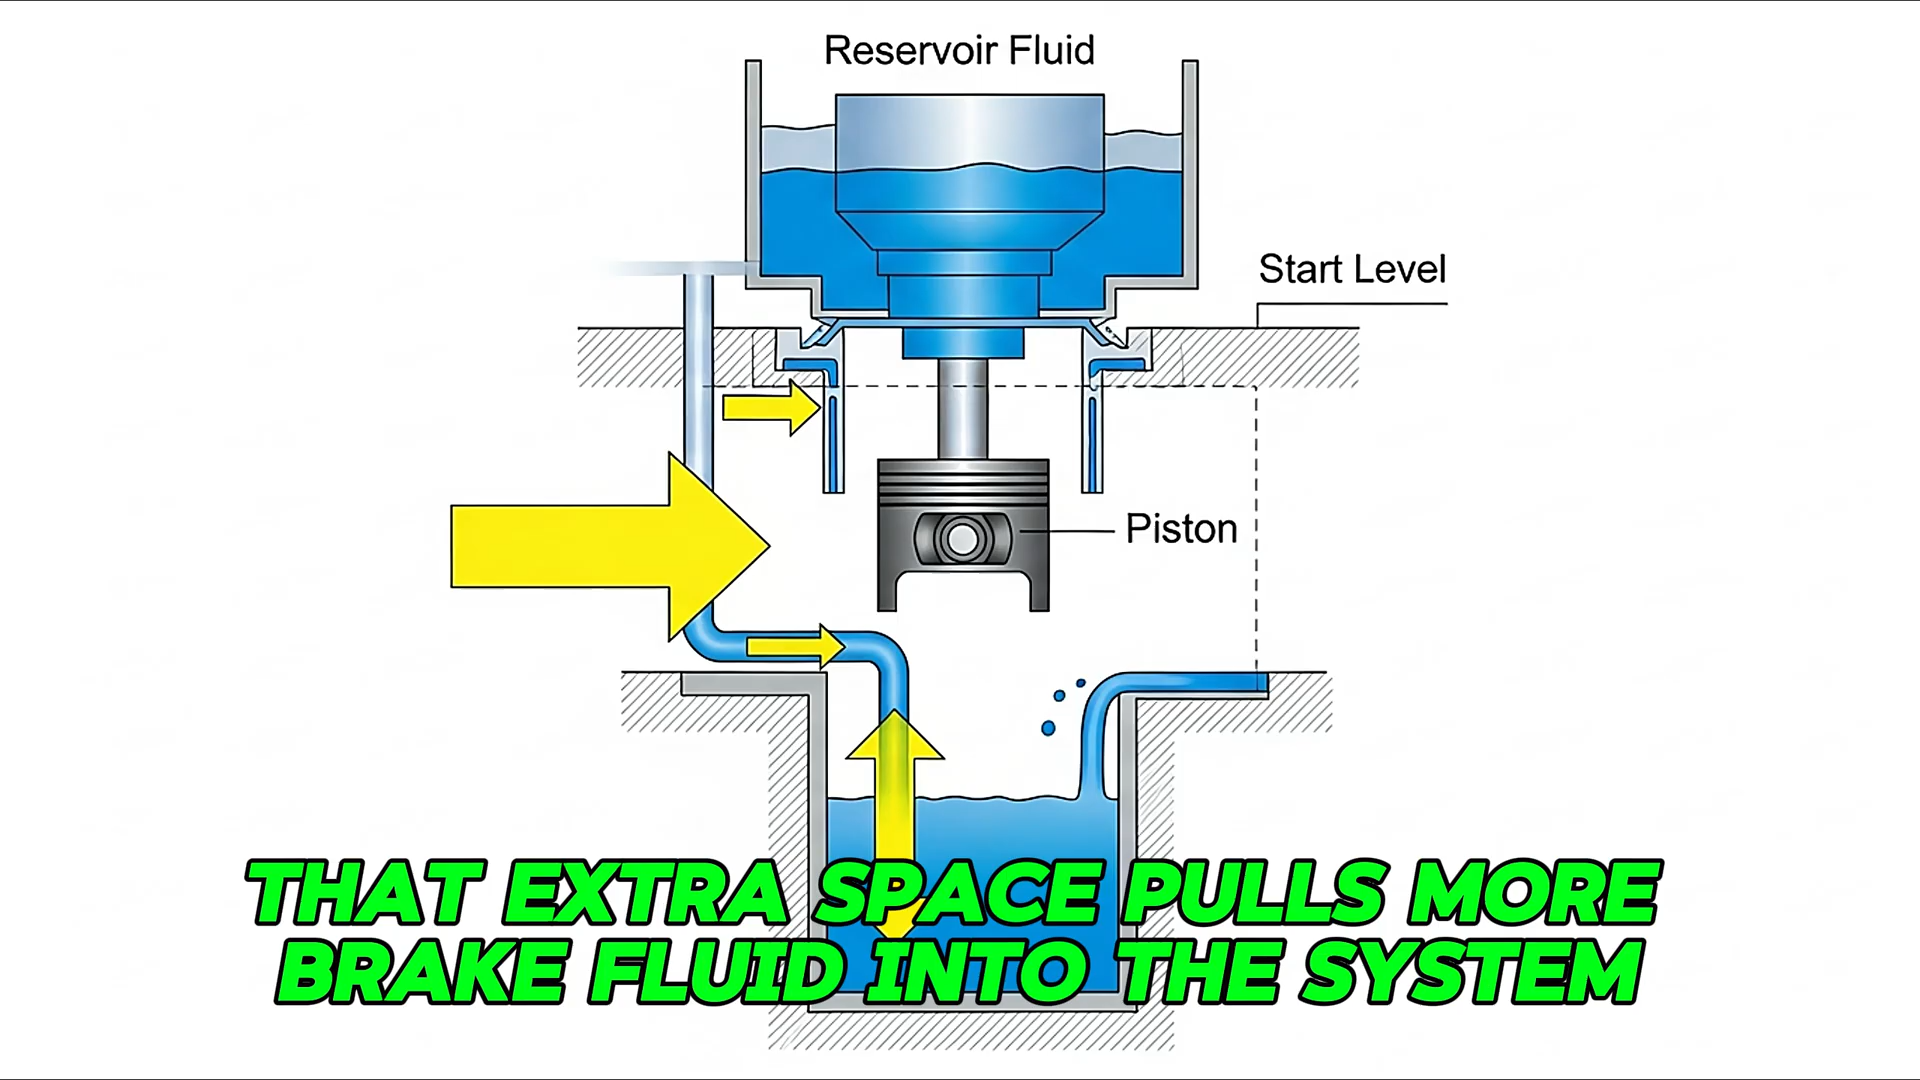 Reservoir Fluid
Start Level
Piston
THAT EXTRA SPACE PULLS MORE
BRAKE FLUID INTO THE SYSTEM